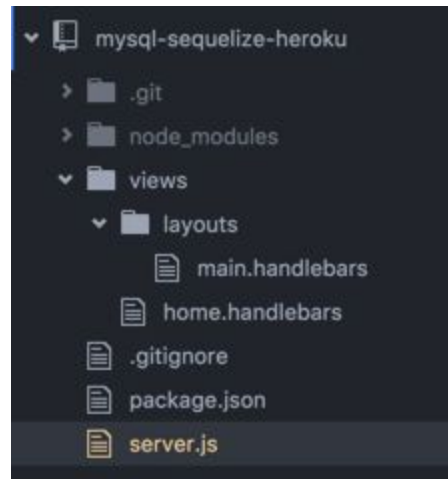 mysql-sequelize-heroku
.git
node_modules
views
layouts
main.handlebars
home.handlebars
.gitignore
package.json
server.js